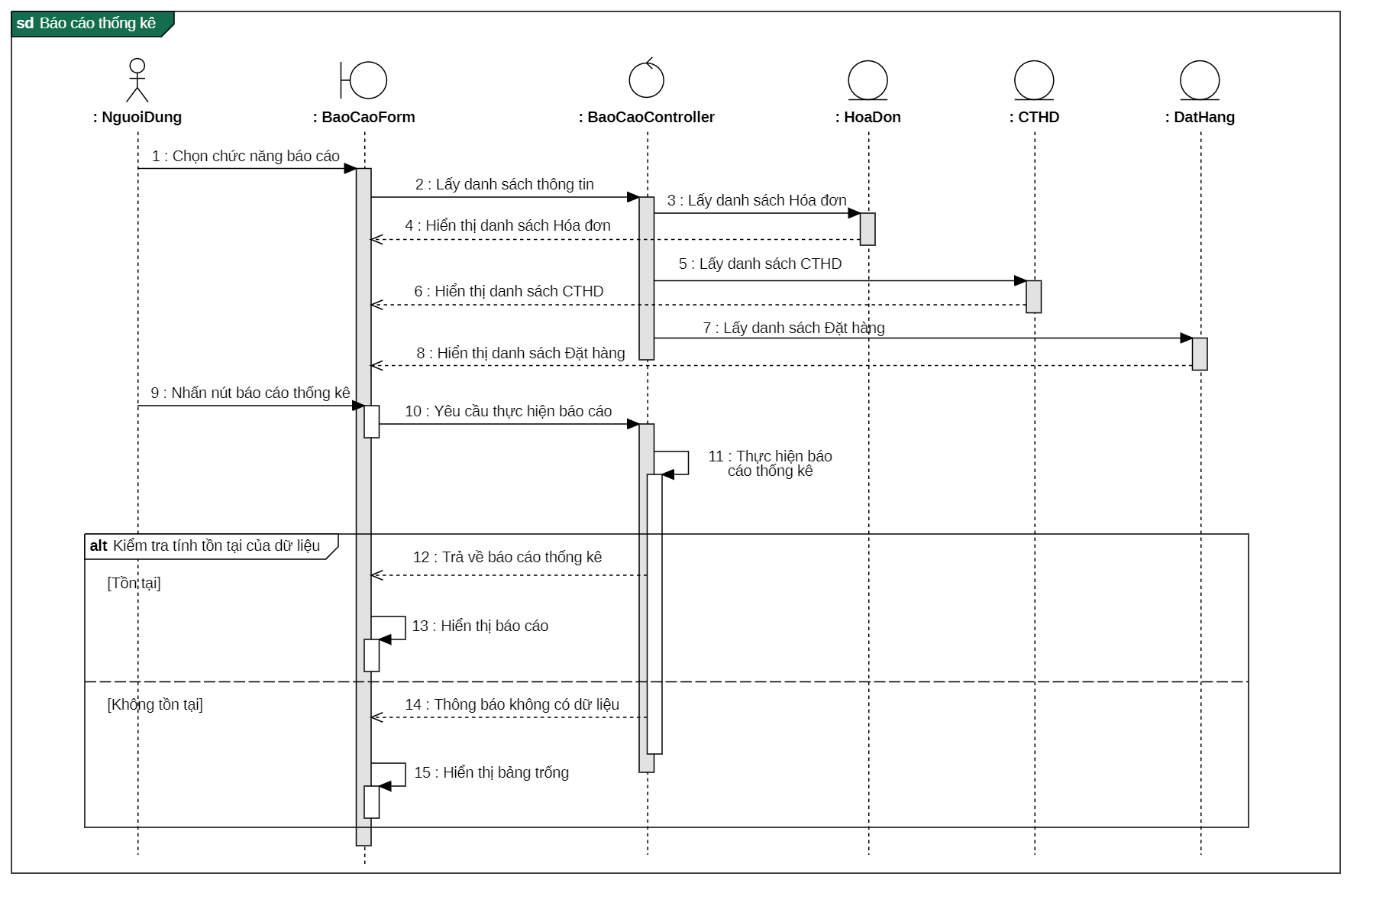 sd Báo cáo thống kê
: NguoiDung
: BaoCaoForm
: BaoCaoController
: HoaDon
: CTHD
: DatHang
1 : Chọn chức năng báo cáo
2 : Lấy danh sách thông tin
3 : Lấy danh sách Hóa đơn
4 : Hiển thị danh sách Hóa đơn
5 : Lấy danh sách CTHD
6 : Hiển thị danh sách CTHD
7 : Lấy danh sách Đặt hàng
8 : Hiển thị danh sách Đặt hàng
9 : Nhấn nút báo cáo thống kê
10 : Yêu cầu thực hiện báo cáo
11 : Thực hiện báo
cáo thống kê
alt Kiểm tra tính tồn tại của dữ liệu
12 : Trả về báo cáo thống kê
[Tồn tại]
13 : Hiển thị báo cáo
[Không tồn tại]
14 : Thông báo không có dữ liệu
15 : Hiển thị bảng trống